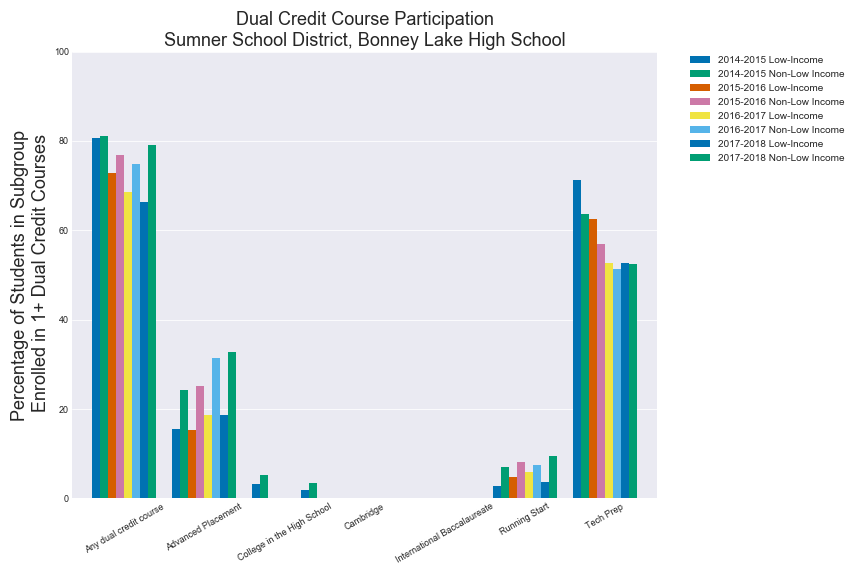 Dual Credit Course Participation
Sumner School District, Bonney Lake High School
Percentage of Students in Subgroup
Enrolled in 1+ Dual Credit Courses
100
80
60
40
20
0
Any dual credit course
Advanced Placement
College in the High School
Cambridge
International Baccalaureate
Running Start
Tech Prep
2014-2015 Low-Income
2014-2015 Non-Low Income
2015-2016 Low-Income
2015-2016 Non-Low Income
2016-2017 Low-Income
2016-2017 Non-Low Income
2017-2018 Low-Income
2017-2018 Non-Low Income